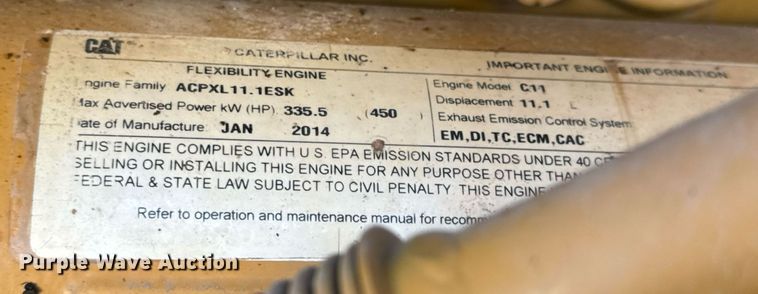 CAT CATERPILLAR INC. IMPORTANT ENGINE INFORMATION
FLEXIBILITY ENGINE
ngine Family ACPXL11.1ESK
Engine Model C11
Max Advertised Power kW (HP) 335.5 (450)
Displacement 11.1 L
ate of Manufacture: JAN 2014
Exhaust Emission Control System
EM,DI,TC,ECM,CAC
THIS ENGINE COMPLIES WITH U.S. EPA EMISSION STANDARDS UNDER 40
SELLING OR INSTALLING THIS ENGINE FOR ANY PURPOSE OTHER THAN
FEDERAL & STATE LAW SUBJECT TO CIVIL PENALTY. THIS ENGINE
Refer to operation and maintenance manual for
Purple Wave Auction